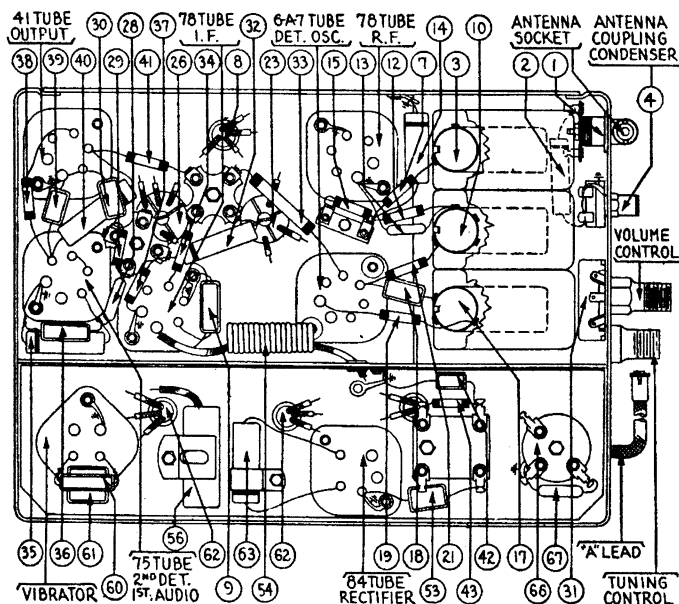 41 TUBE
OUTPUT
30
28
37
78 TUBE
I.F.
32
6-A-7 TUBE
DET. OSC.
78 TUBE
R.F.
14
10
ANTENNA
SOCKET
ANTENNA
COUPLING
CONDENSER
38
39
40
29
41
26
34
8
23
33
15
13
12
7
3
2
1
4
VOLUME
CONTROL
35
36
61
VIBRATOR
60
75 TUBE
2ND DET.
1ST. AUDIO
56
62
9
63
54
62
84 TUBE
RECTIFIER
19
18
53
21
43
42
17
66
67
31
"A" LEAD
TUNING
CONTROL